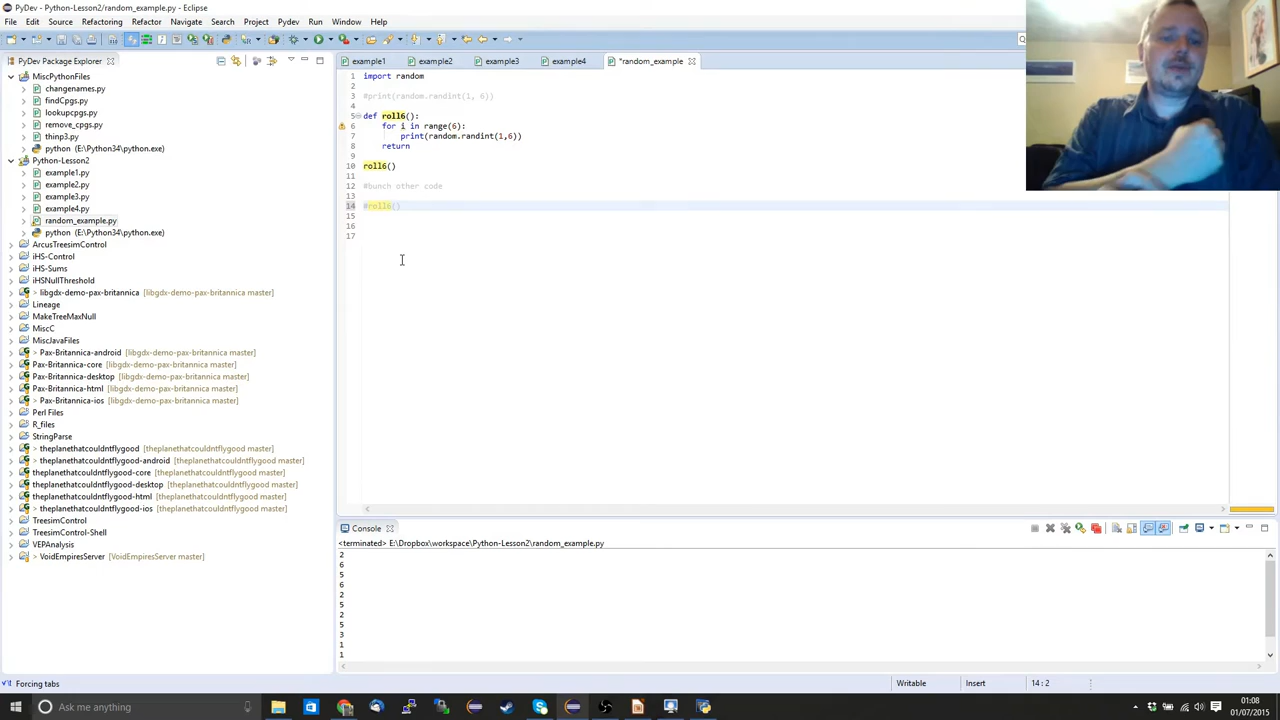 PyDev - Python-Lesson2/random_example.py - Eclipse
File Edit Source Refactoring Refactor Navigate Search Project Pydev Run Window Help
PyDev Package Explorer
MiscPythonFiles
changenames.py
findCpgs.py
lookupcpgs.py
remove_cpgs.py
thinp3.py
python (E:\Python34\python.exe)
Python-Lesson2
example1.py
example2.py
example3.py
example4.py
random_example.py
python (E:\Python34\python.exe)
ArcusTreesimControl
iHS-Control
iHS-Sums
iHSNullThreshold
> libgdx-demo-pax-britannica [libgdx-demo-pax-britannica master]
Lineage
MakeTreeMaxNull
MiscC
MiscJavaFiles
> Pax-Britannica-android [libgdx-demo-pax-britannica master]
Pax-Britannica-core [libgdx-demo-pax-britannica master]
Pax-Britannica-desktop [libgdx-demo-pax-britannica master]
Pax-Britannica-html [libgdx-demo-pax-britannica master]
> Pax-Britannica-ios [libgdx-demo-pax-britannica master]
Perl Files
R_files
StringParse
> theplanethatcouldntflygood [theplanethatcouldntflygood master]
> theplanethatcouldntflygood-android [theplanethatcouldntflygood master]
theplanethatcouldntflygood-core [theplanethatcouldntflygood master]
theplanethatcouldntflygood-desktop [theplanethatcouldntflygood master]
theplanethatcouldntflygood-html [theplanethatcouldntflygood master]
> theplanethatcouldntflygood-ios [theplanethatcouldntflygood master]
TreesimControl
TreesimControl-Shell
VEPAnalysis
> VoidEmpiresServer [VoidEmpiresServer master]
example1 example2 example3 example4 *random_example
1 import random
2
3 #print(random.randint(1, 6))
4
5 def roll6():
6 for i in range(6):
7 print(random.randint(1,6))
8 return
9
10 roll6()
11
12 #bunch other code
13
14 #roll6()
15
16
17
Console
<terminated> E:\Dropbox\workspace\Python-Lesson2\random_example.py
2
6
5
6
2
5
2
5
3
1
1
Forcing tabs Writable Insert 14 : 2
Ask me anything
01:08
01/07/2015